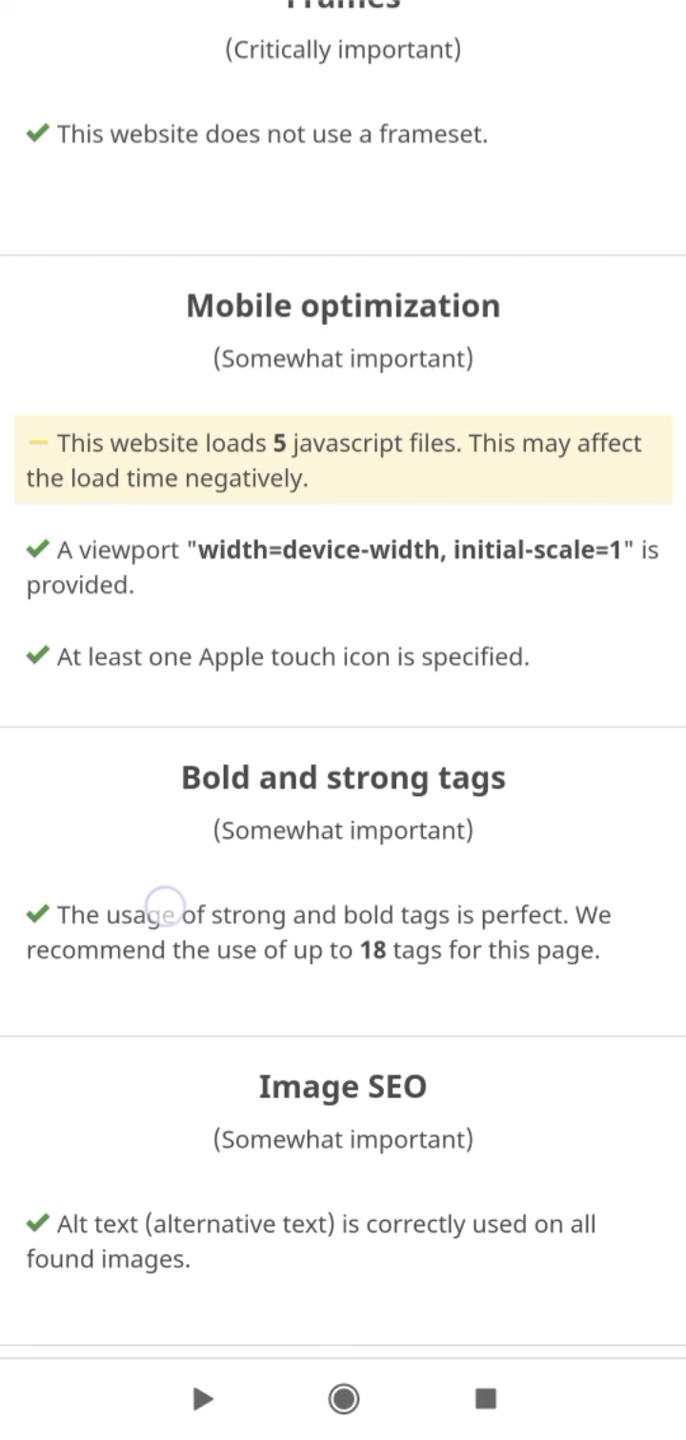 Frames
(Critically important)
✔ This website does not use a frameset.
Mobile optimization
(Somewhat important)
– This website loads 5 javascript files. This may affect
the load time negatively.
✔ A viewport "width=device-width, initial-scale=1" is
provided.
✔ At least one Apple touch icon is specified.
Bold and strong tags
(Somewhat important)
✔ The usage of strong and bold tags is perfect. We
recommend the use of up to 18 tags for this page.
Image SEO
(Somewhat important)
✔ Alt text (alternative text) is correctly used on all
found images.